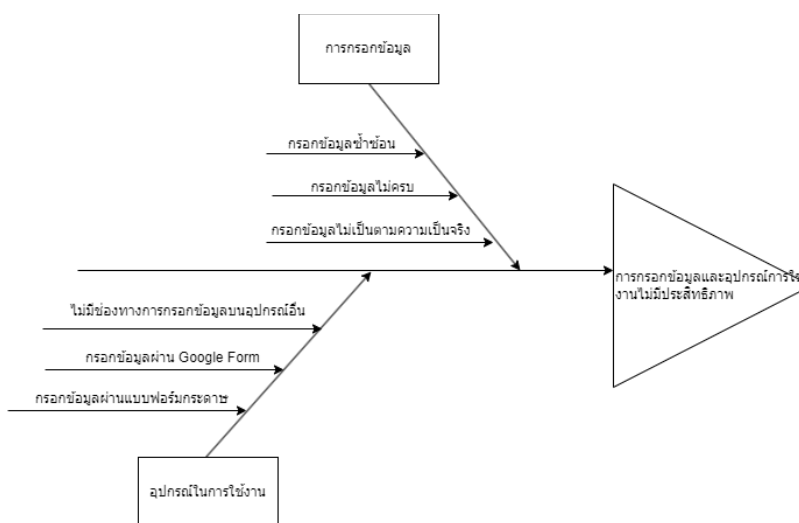 การกรอกข้อมูล
กรอกข้อมูลซ้ำซ้อน
กรอกข้อมูลไม่ครบ
กรอกข้อมูลไม่เป็นตามความเป็นจริง
การกรอกข้อมูลและอุปกรณ์การใช้
งานไม่มีประสิทธิภาพ
ไม่มีช่องทางการกรอกข้อมูลบนอุปกรณ์อื่น
กรอกข้อมูลผ่าน Google Form
กรอกข้อมูลผ่านแบบฟอร์มกระดาษ
อุปกรณ์ในการใช้งาน